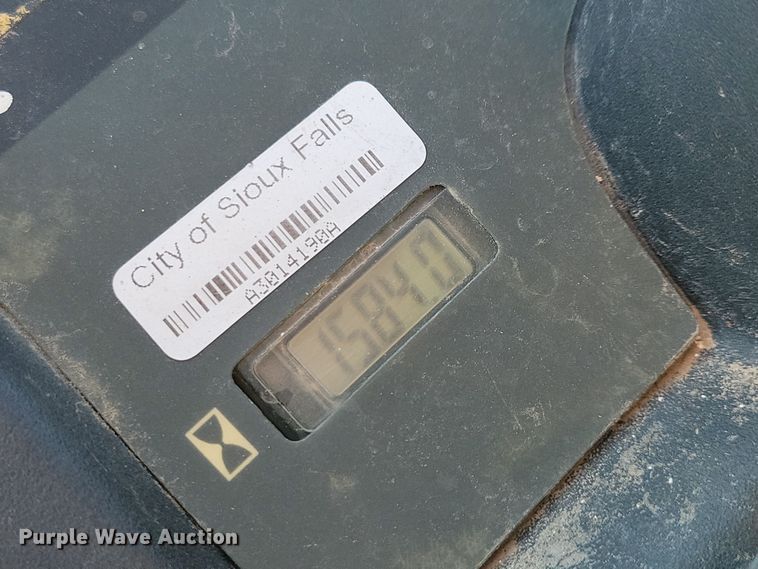 City of Sioux Falls
A3014190A
1584.0
Purple Wave Auction